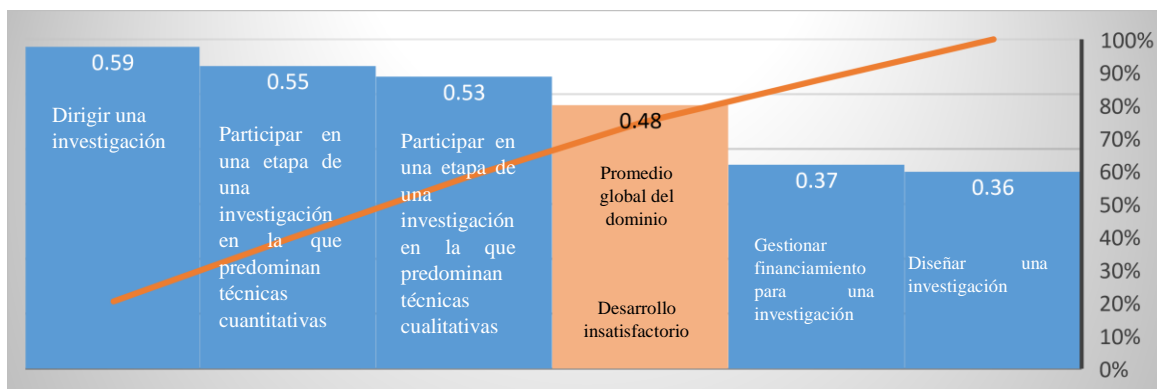 0.59
Dirigir una
investigación
0.55
Participar en
una etapa de
una
investigación
en la que
predominan
técnicas
cuantitativas
0.53
Participar en
una etapa de
una
investigación
en la que
predominan
técnicas
cualitativas
0.48
Promedio
global del
dominio
Desarrollo
insatisfactorio
0.37
Gestionar
financiamiento
para una
investigación
0.36
Diseñar una
investigación
100%
90%
80%
70%
60%
50%
40%
30%
20%
10%
0%